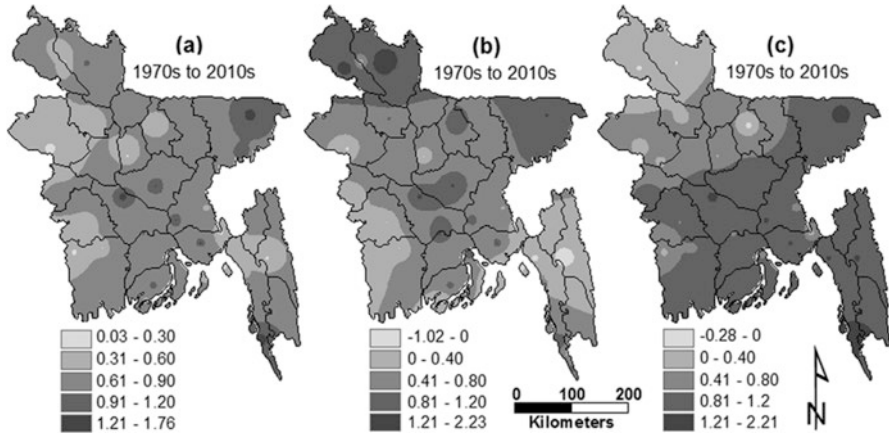 (a)
1970s to 2010s
(b)
1970s to 2010s
(c)
1970s to 2010s
0.03 - 0.30
0.31 - 0.60
0.61 - 0.90
0.91 - 1.20
1.21 - 1.76
-1.02 - 0
0 - 0.40
0.41 - 0.80
0.81 - 1.20
1.21 - 2.23
0 100 200
Kilometers
-0.28 - 0
0 - 0.40
0.41 - 0.80
0.81 - 1.2
1.21 - 2.21
N